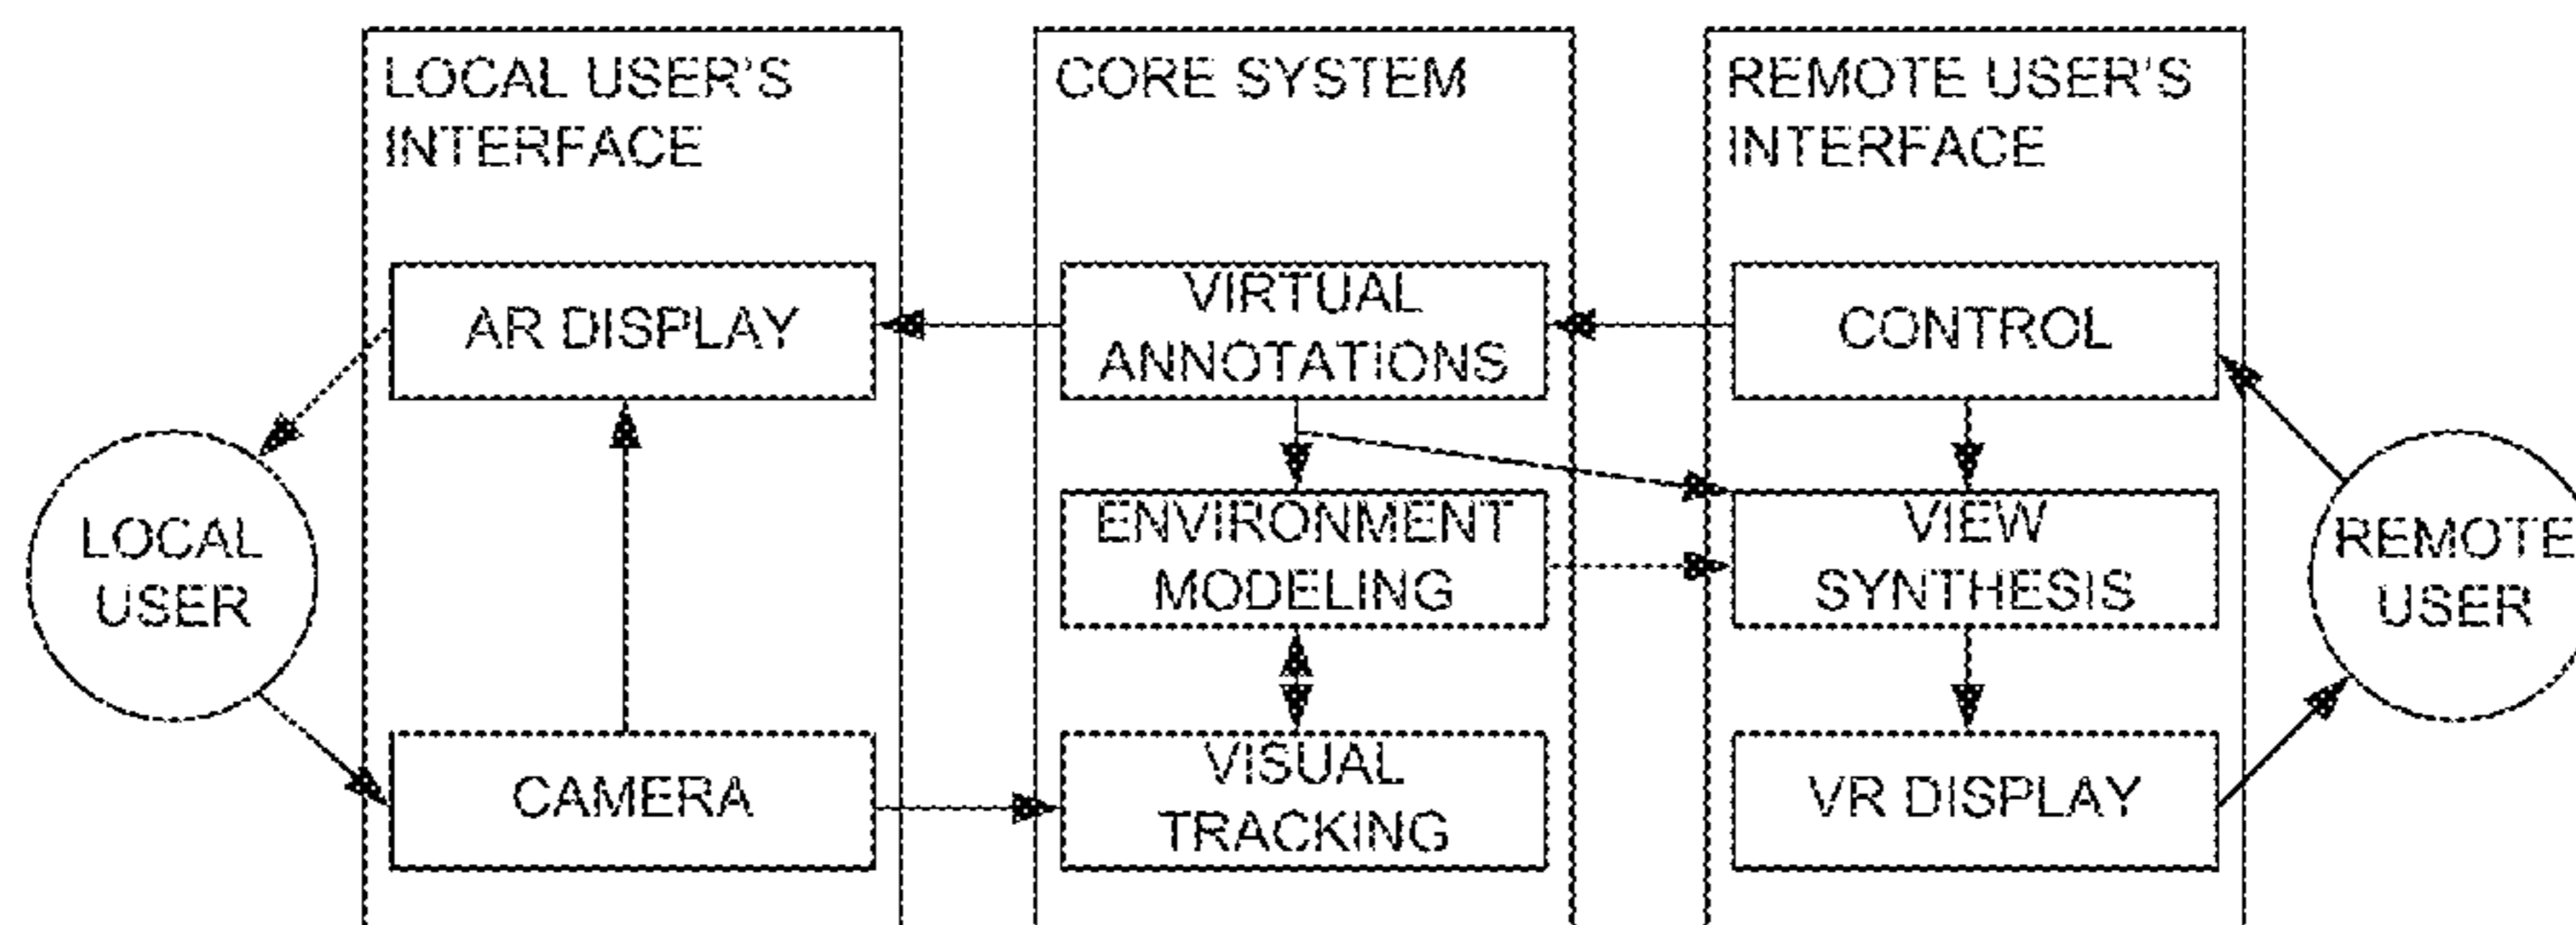 LOCAL USER'S
INTERFACE
CORE SYSTEM
REMOTE USER'S
INTERFACE
AR DISPLAY
VIRTUAL
ANNOTATIONS
CONTROL
LOCAL
USER
ENVIRONMENT
MODELING
VIEW
SYNTHESIS
REMOTE
USER
CAMERA
VISUAL
TRACKING
VR DISPLAY